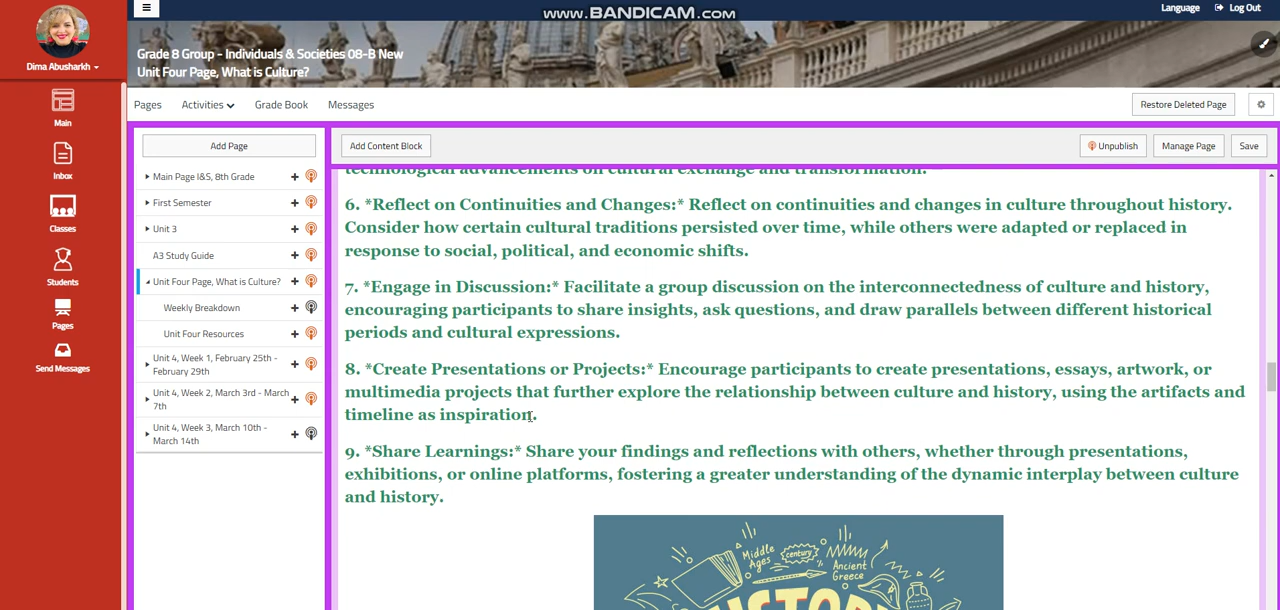 www.BANDICAM.com
Language
Log Out
Dima Abusharkh
Grade 8 Group - Individuals & Societies 08-B New
Unit Four Page, What is Culture?
Pages
Activities
Grade Book
Messages
Restore Deleted Page
Main
Inbox
Classes
Students
Pages
Send Messages
Add Page
Main Page I&S, 8th Grade
First Semester
Unit 3
A3 Study Guide
Unit Four Page, What is Culture?
Weekly Breakdown
Unit Four Resources
Unit 4, Week 1, February 25th -
February 29th
Unit 4, Week 2, March 3rd - March
7th
Unit 4, Week 3, March 10th -
March 14th
Add Content Block
Unpublish
Manage Page
Save
technological advancements on cultural exchange and transformation.
6. *Reflect on Continuities and Changes:* Reflect on continuities and changes in culture throughout history.
Consider how certain cultural traditions persisted over time, while others were adapted or replaced in
response to social, political, and economic shifts.
7. *Engage in Discussion:* Facilitate a group discussion on the interconnectedness of culture and history,
encouraging participants to share insights, ask questions, and draw parallels between different historical
periods and cultural expressions.
8. *Create Presentations or Projects:* Encourage participants to create presentations, essays, artwork, or
multimedia projects that further explore the relationship between culture and history, using the artifacts and
timeline as inspiration.
9. *Share Learnings:* Share your findings and reflections with others, whether through presentations,
exhibitions, or online platforms, fostering a greater understanding of the dynamic interplay between culture
and history.
Middle
Ages
century
Ancient
Greece
HISTORY